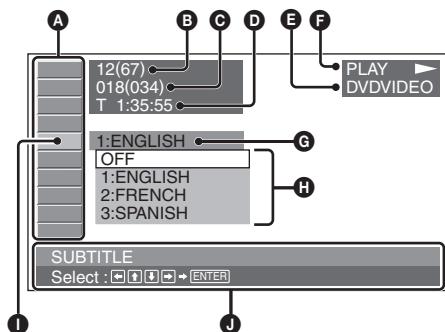 A B C D E F
12(67)
018(034)
T 1:35:55
PLAY
DVDVIDEO
1:ENGLISH
G
OFF
1:ENGLISH
2:FRENCH
3:SPANISH
H
SUBTITLE
Select : ←↑↓→ → ENTER
I J